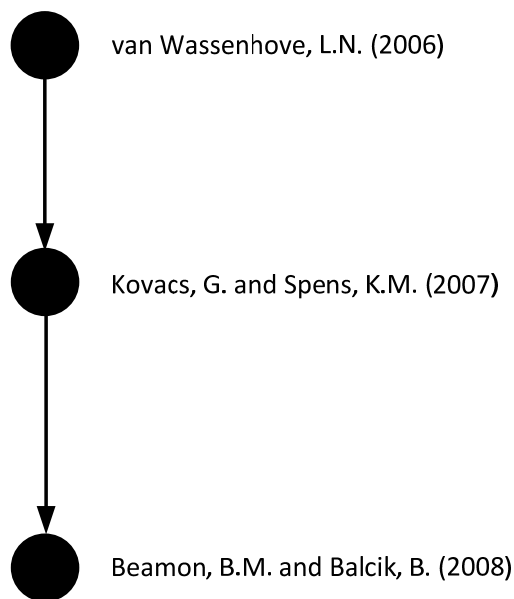 van Wassenhove, L.N. (2006)
Kovacs, G. and Spens, K.M. (2007)
Beamon, B.M. and Balcik, B. (2008)